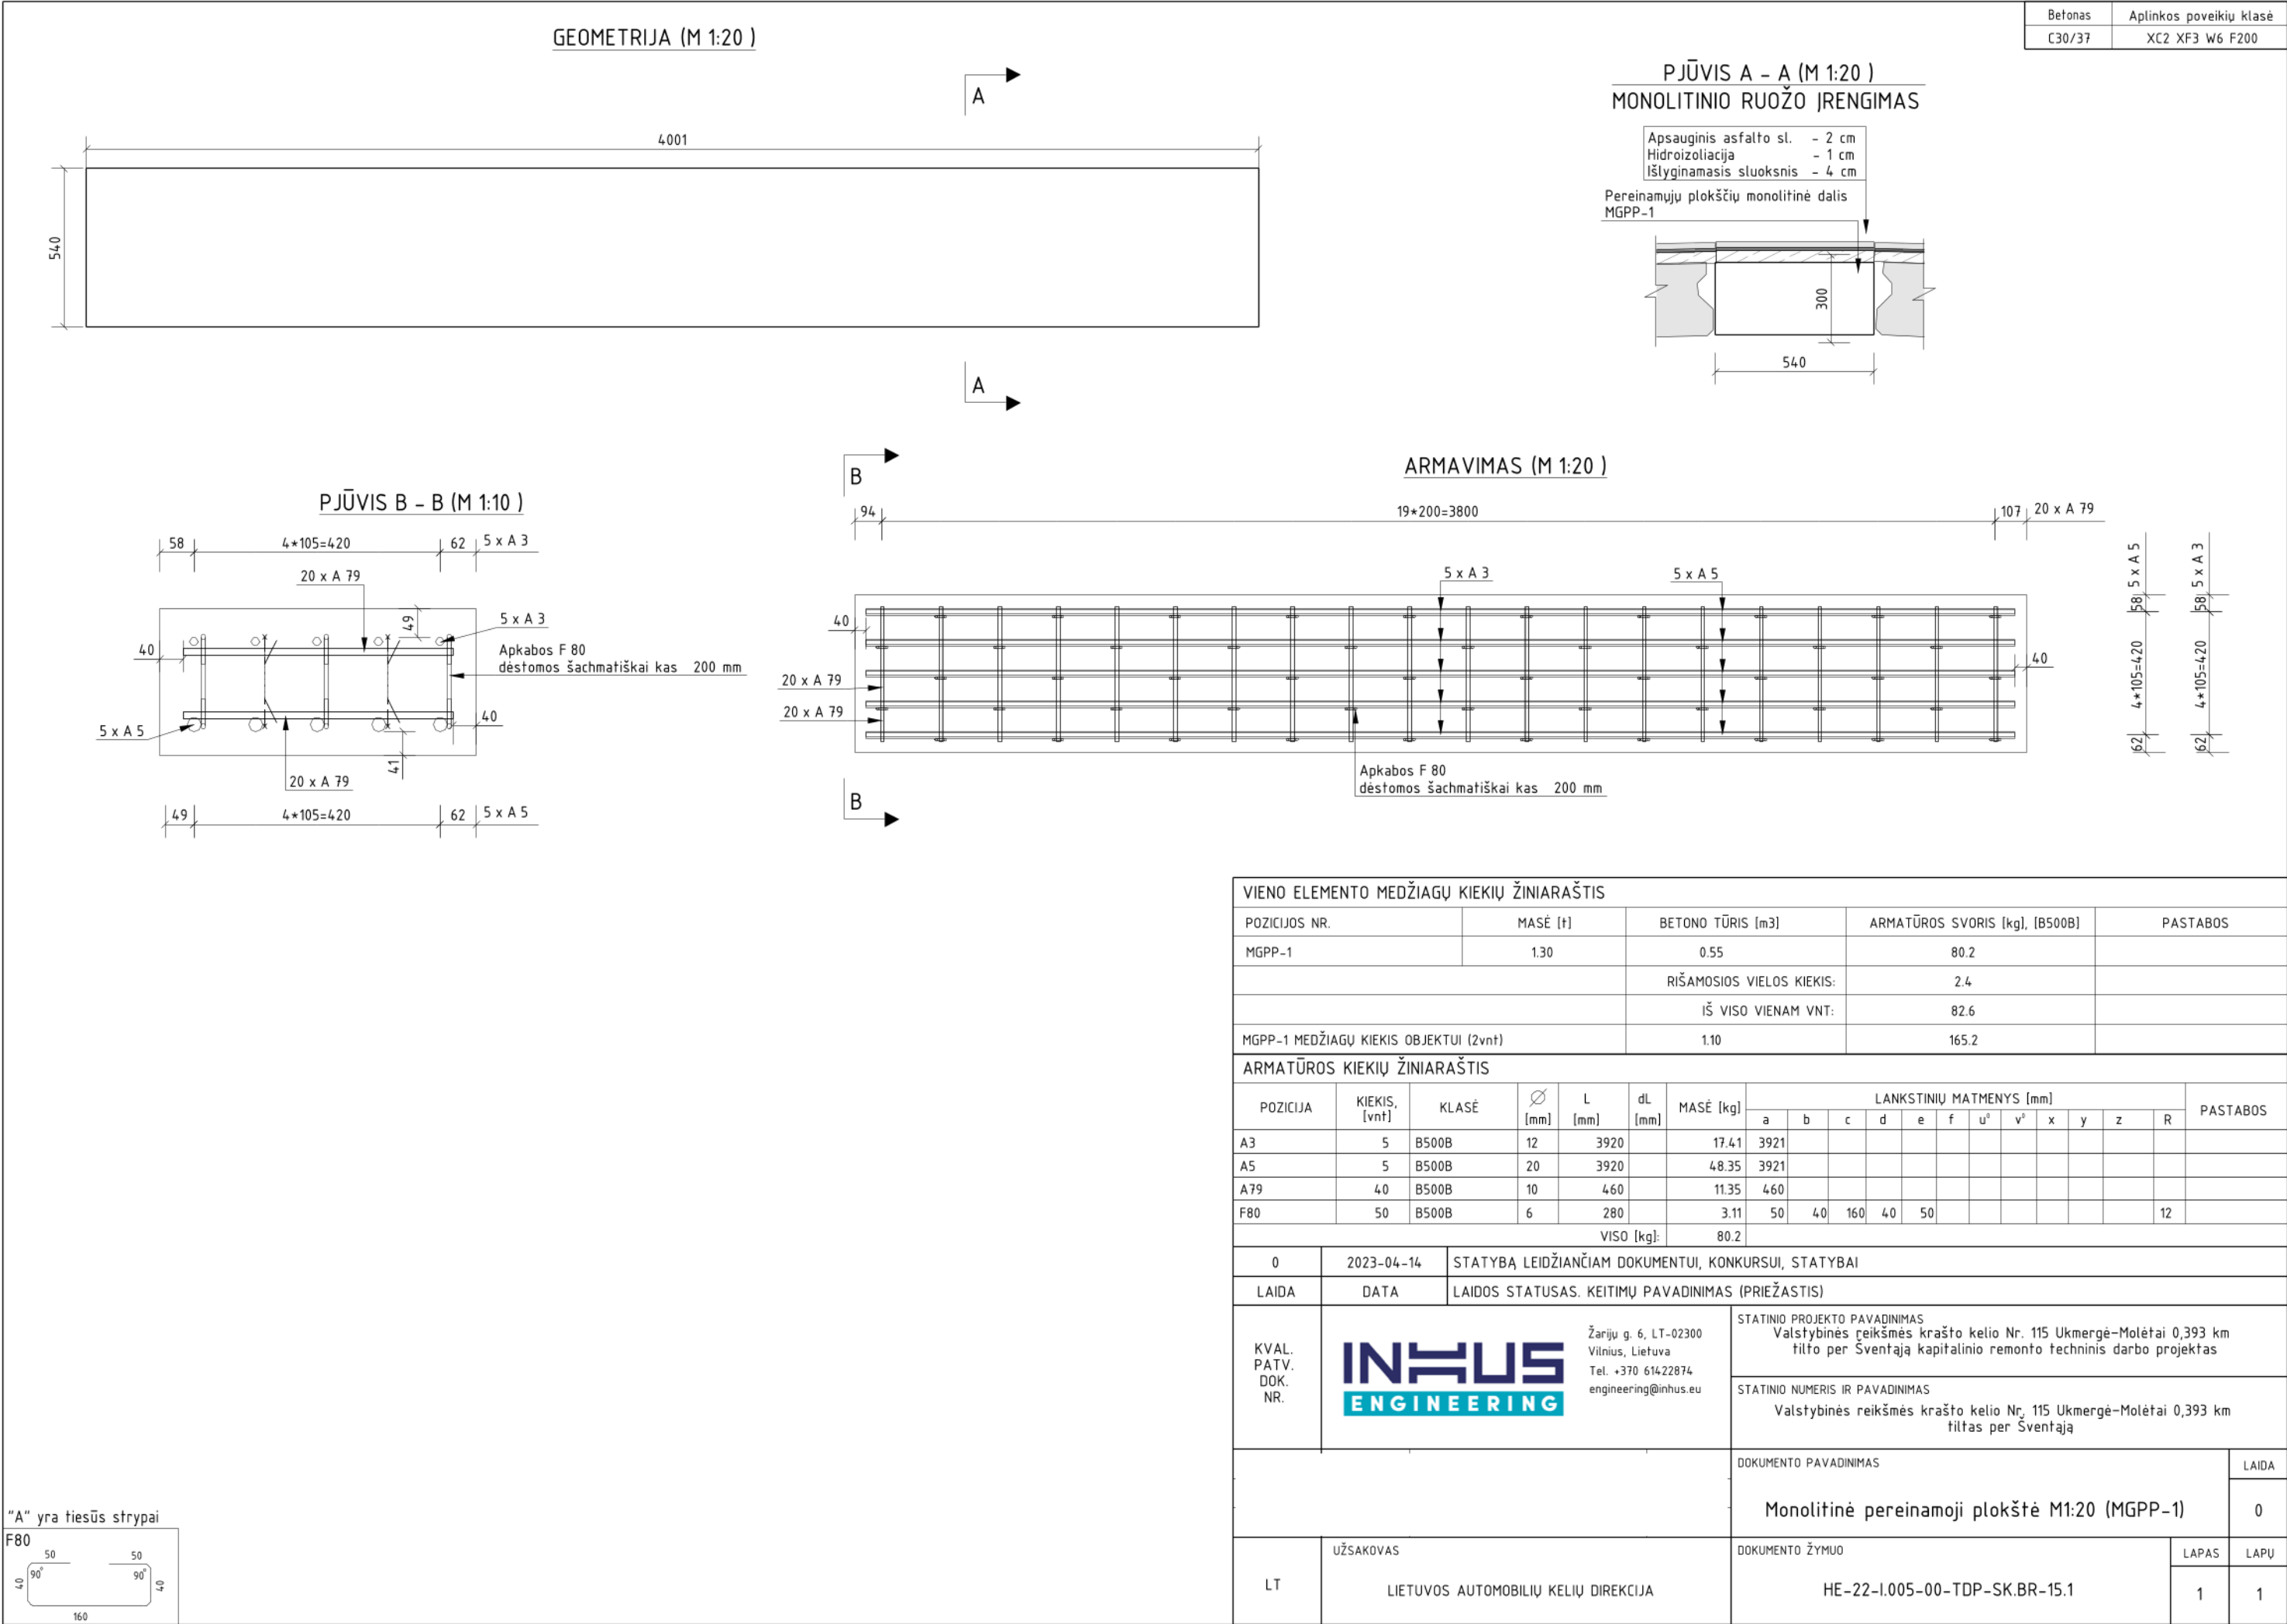 Betonas Aplinkos poveikių klasė
C30/37 XC2 XF3 W6 F200
GEOMETRIJA (M 1:20 )
A
4001
540
A
PJŪVIS A - A (M 1:20 )
MONOLITINIO RUOŽO ĮRENGIMAS
Apsauginis asfalto sl. - 2 cm
Hidroizoliacija - 1 cm
Išlyginamasis sluoksnis - 4 cm
Pereinamųjų plokščių monolitinė dalis
MGPP-1
300
540
PJŪVIS B - B (M 1:10 )
58 4*105=420 62 5 x A 3
20 x A 79
49
5 x A 3
40
Apkabos F 80
dėstomos šachmatiškai kas 200 mm
40
5 x A 5
41
20 x A 79
49 4*105=420 62 5 x A 5
B
ARMAVIMAS (M 1:20 )
94 19*200=3800 107 20 x A 79
5 x A 3 5 x A 5
40
40
20 x A 79
20 x A 79
Apkabos F 80
dėstomos šachmatiškai kas 200 mm
B
62 4*105=420 58 5 x A 5
62 4*105=420 58 5 x A 3
VIENO ELEMENTO MEDŽIAGŲ KIEKIŲ ŽINIARAŠTIS
POZICIJOS NR. MASĖ [t] BETONO TŪRIS [m3] ARMATŪROS SVORIS [kg], [B500B] PASTABOS
MGPP-1 1.30 0.55 80.2
RIŠAMOSIOS VIELOS KIEKIS: 2.4
IŠ VISO VIENAM VNT: 82.6
MGPP-1 MEDŽIAGŲ KIEKIS OBJEKTUI (2vnt) 1.10 165.2
ARMATŪROS KIEKIŲ ŽINIARAŠTIS
POZICIJA KIEKIS, [vnt] KLASĖ Ø [mm] L [mm] dL [mm] MASĖ [kg] LANKSTINIŲ MATMENYS [mm] PASTABOS
a b c d e f u° v° x y z R
A3 5 B500B 12 3920 17.41 3921
A5 5 B500B 20 3920 48.35 3921
A79 40 B500B 10 460 11.35 460
F80 50 B500B 6 280 3.11 50 40 160 40 50 12
VISO [kg]: 80.2
0 2023-04-14 STATYBĄ LEIDŽIANČIAM DOKUMENTUI, KONKURSUI, STATYBAI
LAIDA DATA LAIDOS STATUSAS. KEITIMŲ PAVADINIMAS (PRIEŽASTIS)
KVAL.
PATV.
DOK.
NR.
INHUS
ENGINEERING
Žarijų g. 6, LT-02300
Vilnius, Lietuva
Tel. +370 61422874
engineering@inhus.eu
STATINIO PROJEKTO PAVADINIMAS
Valstybinės reikšmės krašto kelio Nr. 115 Ukmergė-Molėtai 0,393 km
tilto per Šventąją kapitalinio remonto techninis darbo projektas
STATINIO NUMERIS IR PAVADINIMAS
Valstybinės reikšmės krašto kelio Nr. 115 Ukmergė-Molėtai 0,393 km
tiltas per Šventąją
DOKUMENTO PAVADINIMAS LAIDA
Monolitinė pereinamoji plokštė M1:20 (MGPP-1) 0
LT
UŽSAKOVAS
LIETUVOS AUTOMOBILIŲ KELIŲ DIREKCIJA
DOKUMENTO ŽYMUO LAPAS LAPŲ
HE-22-I.005-00-TDP-SK.BR-15.1 1 1
"A" yra tiesūs strypai
F80
50 50
90° 90°
40 40
160